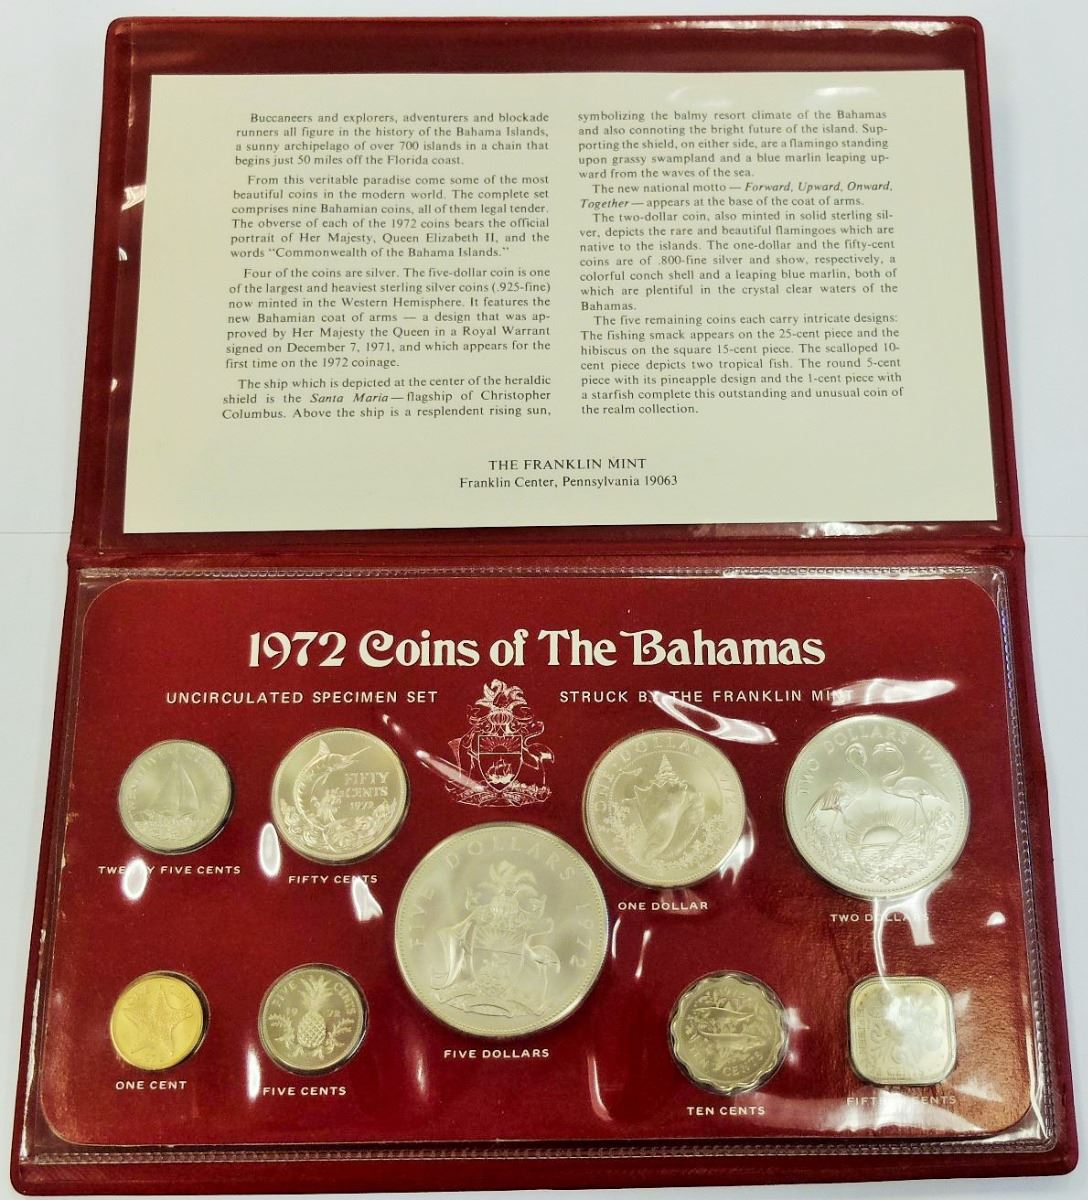 Buccaneers and explorers, adventurers and blockade
runners all figure in the history of the Bahama Islands,
a sunny archipelago of over 700 islands in a chain that
begins just 50 miles off the Florida coast.
From this veritable paradise come some of the most
beautiful coins in the modern world. The complete set
comprises nine Bahamian coins, all of them legal tender.
The obverse of each of the 1972 coins bears the official
portrait of Her Majesty, Queen Elizabeth II, and the
words "Commonwealth of the Bahama Islands."
Four of the coins are silver. The five-dollar coin is one
of the largest and heaviest sterling silver coins (.925-fine)
now minted in the Western Hemisphere. It features the
new Bahamian coat of arms — a design that was ap-
proved by Her Majesty the Queen in a Royal Warrant
signed on December 7, 1971, and which appears for the
first time on the 1972 coinage.
The ship which is depicted at the center of the heraldic
shield is the Santa Maria — flagship of Christopher
Columbus. Above the ship is a resplendent rising sun,
symbolizing the balmy resort climate of the Bahamas
and also connoting the bright future of the island. Sup-
porting the shield, on either side, are a flamingo standing
upon grassy swampland and a blue marlin leaping up-
ward from the waves of the sea.
The new national motto — Forward, Upward, Onward,
Together — appears at the base of the coat of arms.
The two-dollar coin, also minted in solid sterling sil-
ver, depicts the rare and beautiful flamingoes which are
native to the islands. The one-dollar and the fifty-cent
coins are of .800-fine silver and show, respectively, a
colorful conch shell and a leaping blue marlin, both of
which are plentiful in the crystal clear waters of the
Bahamas.
The five remaining coins each carry intricate designs:
The fishing smack appears on the 25-cent piece and the
hibiscus on the square 15-cent piece. The scalloped 10-
cent piece depicts two tropical fish. The round 5-cent
piece with its pineapple design and the 1-cent piece with
a starfish complete this outstanding and unusual coin of
the realm collection.
THE FRANKLIN MINT
Franklin Center, Pennsylvania 19063
1972 Coins of The Bahamas
UNCIRCULATED SPECIMEN SET
STRUCK BY THE FRANKLIN MINT
FIFTY
CENTS
1972
ONE DOLLAR 1972
TWO DOLLARS 1972
TWENTY FIVE CENTS
FIFTY CENTS
FIVE DOLLARS 1972
ONE DOLLAR
TWO DOLLARS
FIVE CENTS
1972
CENTS
ONE CENT
FIVE CENTS
FIVE DOLLARS
TEN CENTS
FIFTEEN CENTS